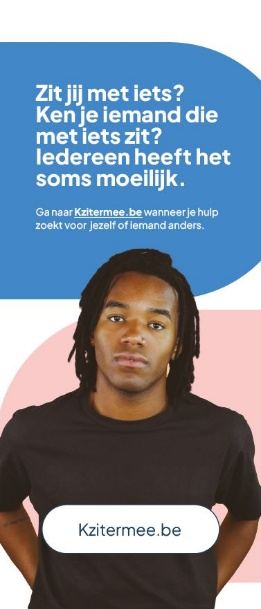 Zit jij met iets?
Ken je iemand die
met iets zit?
Iedereen heeft het
soms moeilijk.
Ga naar Kzitermee.be wanneer je hulp
zoekt voor jezelf of iemand anders.
Kzitermee.be